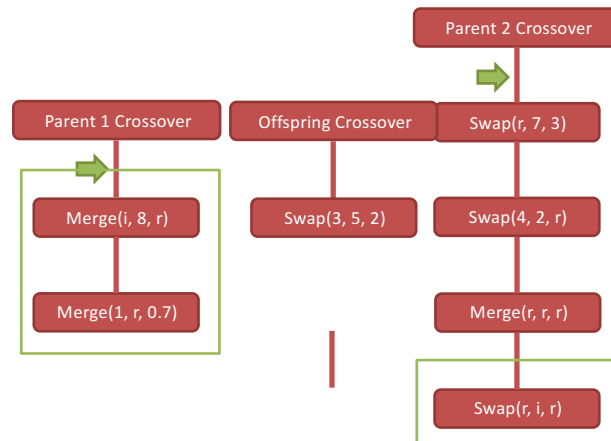 Parent 2 Crossover
Parent 1 Crossover
Offspring Crossover
Swap(r, 7, 3)
Merge(i, 8, r)
Swap(3, 5, 2)
Swap(4, 2, r)
Merge(1, r, 0.7)
Merge(r, r, r)
Swap(r, i, r)